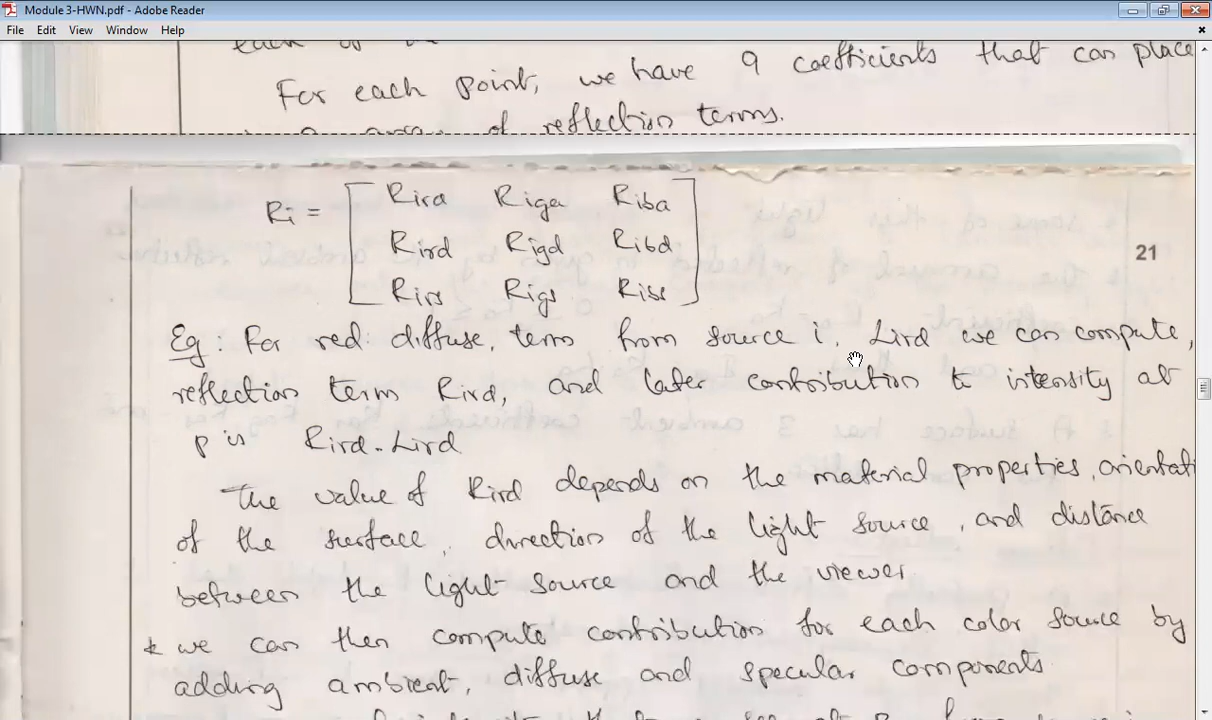 Module 3-HWN.pdf - Adobe Reader
File Edit View Window Help
For each point, we have 9 coefficients that can place
of reflection terms.
Ri = Rira Riga Riba
Rird Rigd Ribd
Rirs Rigs Ribs
21
Eg: For red: diffuse, term from source i, Lird we can compute,
reflection term Rird, and later contribution to intensity at
p is Rird.Lird
The value of Rird depends on the material properties, orientati
of the surface, direction of the light source, and distance
between the light source and the viewer
* we can then compute contribution for each color source by
adding ambient, diffuse and specular components